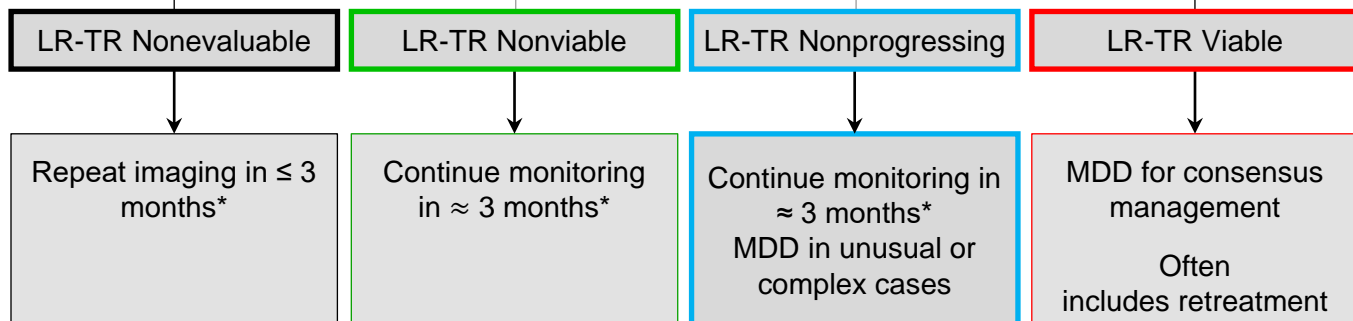 LR-TR Nonevaluable
LR-TR Nonviable
LR-TR Nonprogressing
LR-TR Viable
Repeat imaging in ≤ 3
months*
Continue monitoring
in ≈ 3 months*
Continue monitoring in
≈ 3 months*
MDD in unusual or
complex cases
MDD for consensus
management
Often
includes retreatment